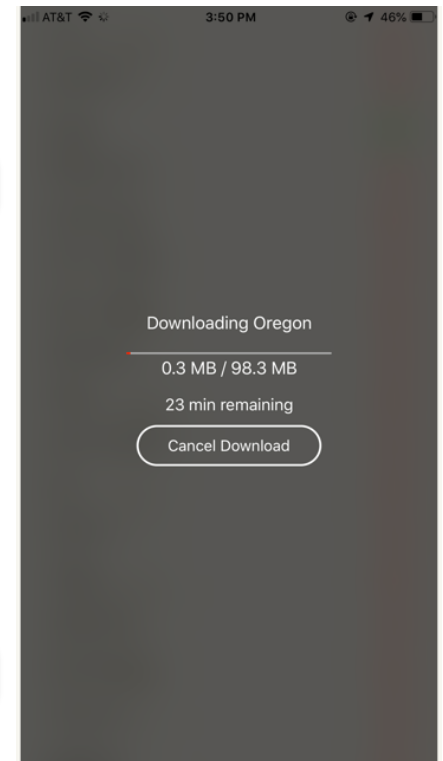 AT&T 3:50 PM 46%
Downloading Oregon
0.3 MB / 98.3 MB
23 min remaining
Cancel Download